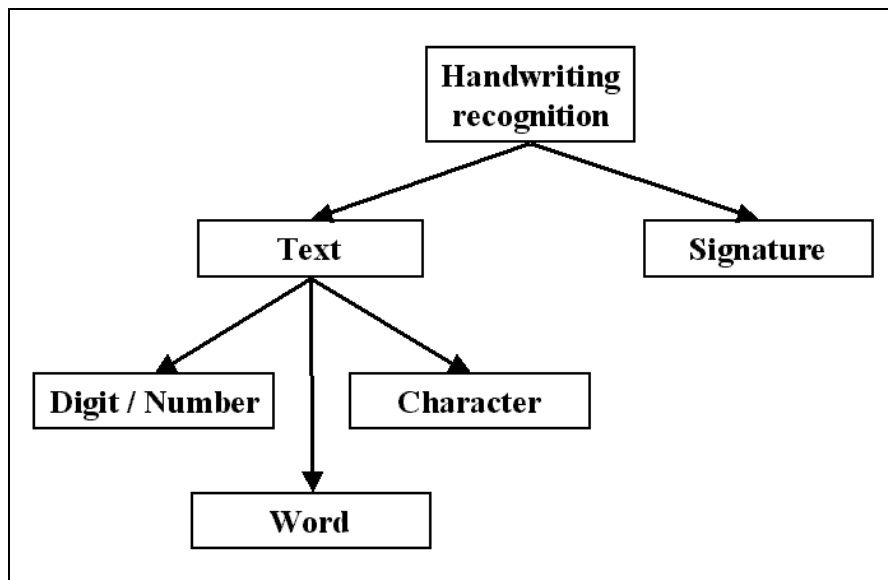 Handwriting
recognition
Text
Signature
Digit / Number
Character
Word